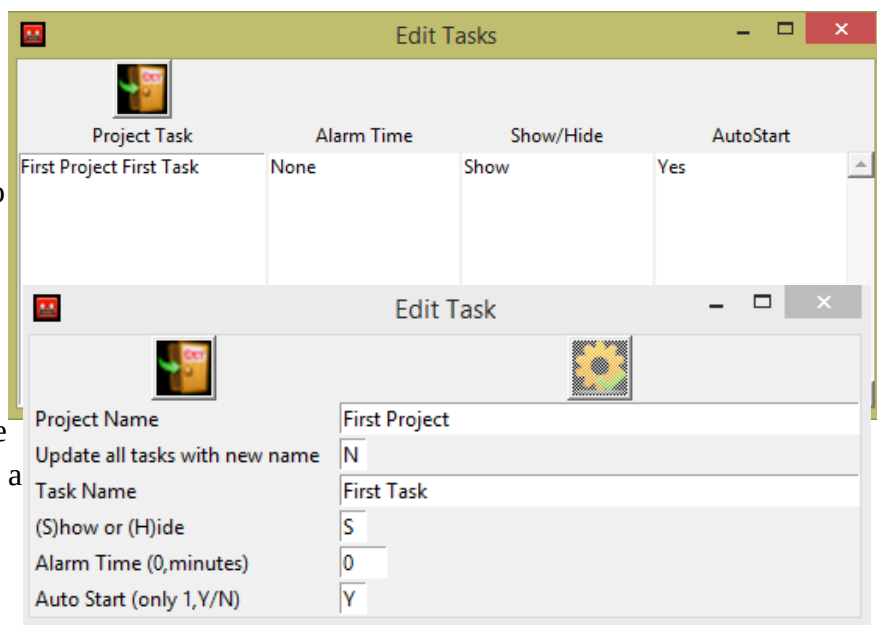 Edit Tasks
EXIT
Project Task Alarm Time Show/Hide AutoStart
First Project First Task None Show Yes
o
Edit Task
EXIT
Project Name First Project
e
Update all tasks with new name N
a
Task Name First Task
(S)how or (H)ide S
Alarm Time (0,minutes) 0
Auto Start (only 1,Y/N) Y